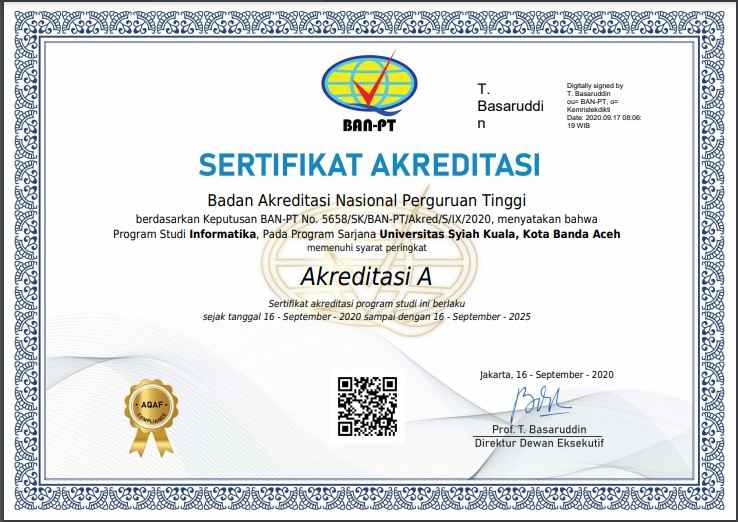 BAN-PT
T.
Basaruddi
n
Digitally signed by
T. Basaruddin
ou= BAN-PT, o=
Kemristekdikti
Date: 2020.09.17 08:06:
19 WIB
SERTIFIKAT AKREDITASI
Badan Akreditasi Nasional Perguruan Tinggi
berdasarkan Keputusan BAN-PT No. 5658/SK/BAN-PT/Akred/S/IX/2020, menyatakan bahwa
Program Studi Informatika, Pada Program Sarjana Universitas Syiah Kuala, Kota Banda Aceh
memenuhi syarat peringkat
Akreditasi A
Sertifikat akreditasi program studi ini berlaku
sejak tanggal 16 - September - 2020 sampai dengan 16 - September - 2025
AQAF
COMPLIANCE
Jakarta, 16 - September - 2020
Prof. T. Basaruddin
Direktur Dewan Eksekutif